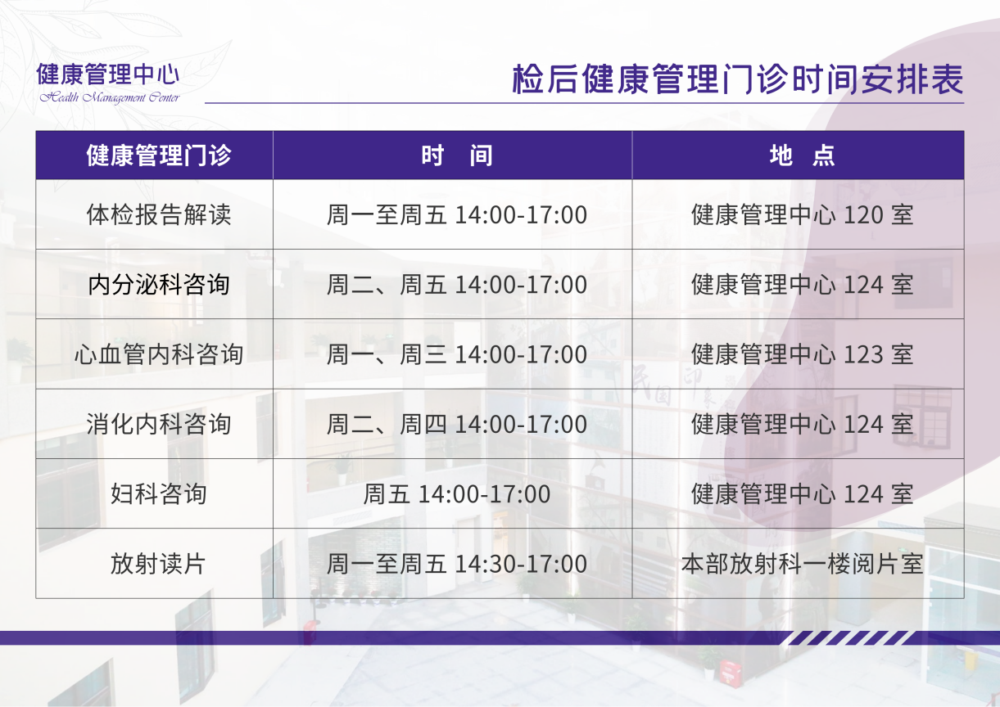 健康管理中心
Health Management Center
检后健康管理门诊时间安排表
健康管理门诊 时 间 地 点
体检报告解读 周一至周五 14:00-17:00 健康管理中心 120 室
内分泌科咨询 周二、周五 14:00-17:00 健康管理中心 124 室
心血管内科咨询 周一、周三 14:00-17:00 健康管理中心 123 室
消化内科咨询 周二、周四 14:00-17:00 健康管理中心 124 室
妇科咨询 周五 14:00-17:00 健康管理中心 124 室
放射读片 周一至周五 14:30-17:00 本部放射科一楼阅片室
民国印象